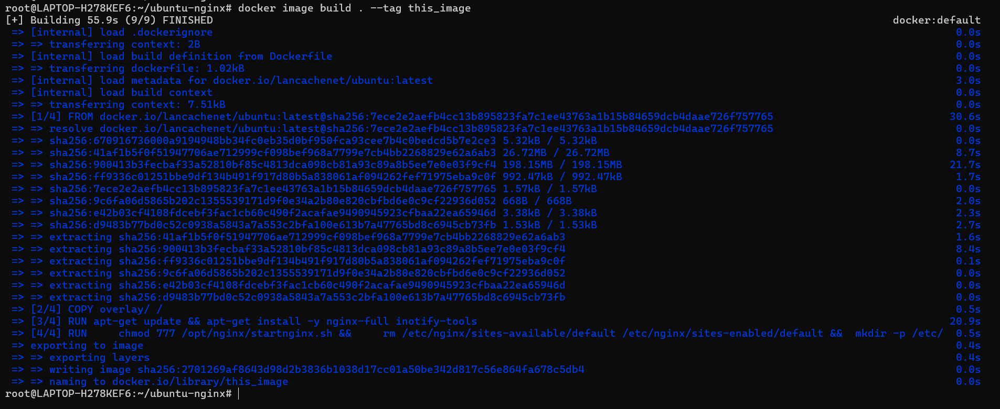 root@LAPTOP-H278KEF6:~/ubuntu-nginx# docker image build . --tag this_image
[+] Building 55.9s (9/9) FINISHED docker:default
=> [internal] load .dockerignore 0.0s
=> => transferring context: 2B 0.0s
=> [internal] load build definition from Dockerfile 0.0s
=> => transferring dockerfile: 1.02kB 0.0s
=> [internal] load metadata for docker.io/lancachenet/ubuntu:latest 3.0s
=> [internal] load build context 0.0s
=> => transferring context: 7.51kB 0.0s
=> [1/4] FROM docker.io/lancachenet/ubuntu:latest@sha256:7ece2e2aefb4cc13b895823fa7c1ee43763a1b15b84659dcb4daae726f757765 30.6s
=> => resolve docker.io/lancachenet/ubuntu:latest@sha256:7ece2e2aefb4cc13b895823fa7c1ee43763a1b15b84659dcb4daae726f757765 0.0s
=> => sha256:670916736000a9194948bb34fc0eb35d0bf950fca93cee7b4c0bedcd5b7e2ce3 5.32kB / 5.32kB 0.0s
=> => sha256:41af1b5f0f51947706ae712999cf098bef968a7799e7cb4bb2268829e62a6ab3 26.72MB / 26.72MB 8.7s
=> => sha256:900413b3fecbaf33a52810bf85c4813dca098cb81a93c89a8b5ee7e0e03f9cf4 198.15MB / 198.15MB 21.7s
=> => sha256:ff9336c01251bbe9df134b491f917d80b5a838061af094262fef71975eba9c0f 992.47kB / 992.47kB 1.7s
=> => sha256:7ece2e2aefb4cc13b895823fa7c1ee43763a1b15b84659dcb4daae726f757765 1.57kB / 1.57kB 0.0s
=> => sha256:9c6fa06d5865b202c1355539171d9f0e34a2b80e820cbfbd6e0c9cf22936d052 668B / 668B 2.0s
=> => sha256:e42b03cf4108fdcebf3fac1cb60c490f2acafae9490945923cfbaa22ea65946d 3.38kB / 3.38kB 2.3s
=> => sha256:d9483b77bd0c52c0938a5843a7a553c2bfa100e613b7a47765bd8c6945cb73fb 1.53kB / 1.53kB 2.7s
=> => extracting sha256:41af1b5f0f51947706ae712999cf098bef968a7799e7cb4bb2268829e62a6ab3 1.6s
=> => extracting sha256:900413b3fecbaf33a52810bf85c4813dca098cb81a93c89a8b5ee7e0e03f9cf4 8.4s
=> => extracting sha256:ff9336c01251bbe9df134b491f917d80b5a838061af094262fef71975eba9c0f 0.1s
=> => extracting sha256:9c6fa06d5865b202c1355539171d9f0e34a2b80e820cbfbd6e0c9cf22936d052 0.0s
=> => extracting sha256:e42b03cf4108fdcebf3fac1cb60c490f2acafae9490945923cfbaa22ea65946d 0.0s
=> => extracting sha256:d9483b77bd0c52c0938a5843a7a553c2bfa100e613b7a47765bd8c6945cb73fb 0.0s
=> [2/4] COPY overlay/ / 0.5s
=> [3/4] RUN apt-get update && apt-get install -y nginx-full inotify-tools 20.9s
=> [4/4] RUN     chmod 777 /opt/nginx/startnginx.sh &&     rm /etc/nginx/sites-available/default /etc/nginx/sites-enabled/default &&  mkdir -p /etc/ 0.5s
=> exporting to image 0.4s
=> => exporting layers 0.4s
=> => writing image sha256:2701269af8643d98d2b3836b1038d17cc01a50be342d817c56e864fa678c5db4 0.0s
=> => naming to docker.io/library/this_image 0.0s
root@LAPTOP-H278KEF6:~/ubuntu-nginx#